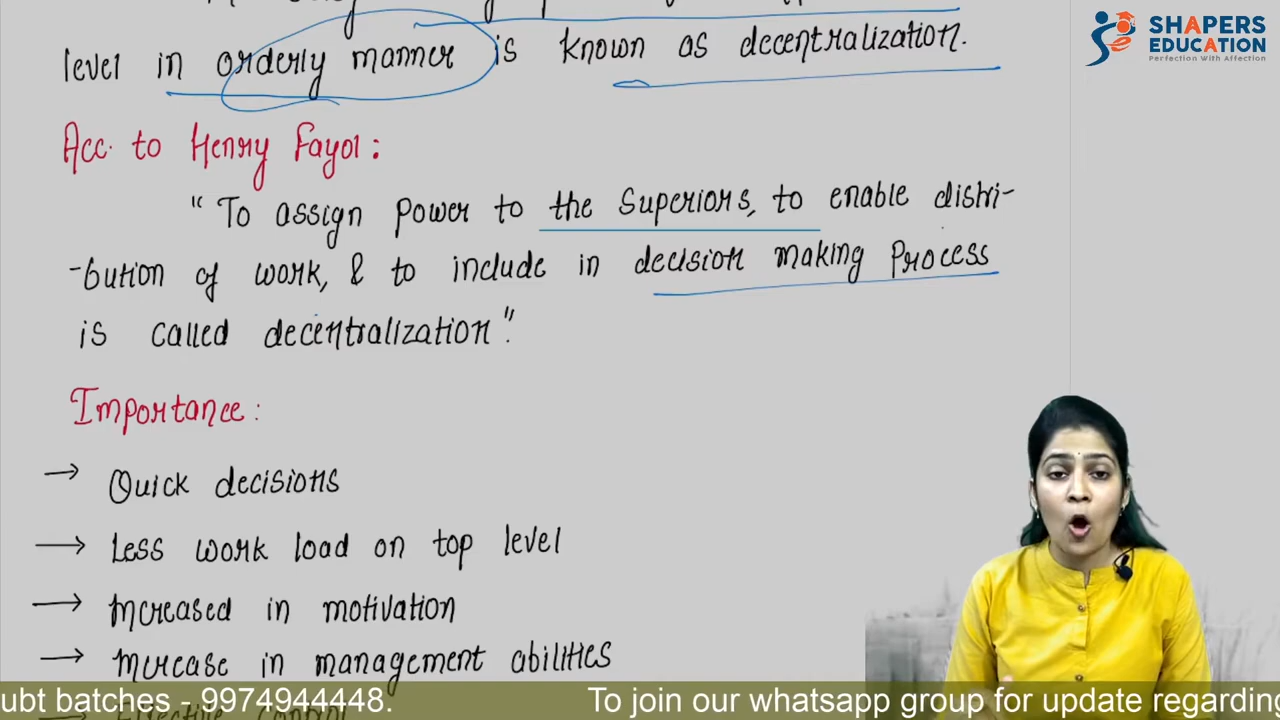 level in orderly manner is known as decentralization.
Acc. to Henry Fayol:
"To assign power to the superiors, to enable distri-
-bution of work, & to include in decision making process
is called decentralization".
Importance:
→ Quick decisions
→ Less work load on top level
→ Increased in motivation
→ Increase in management abilities
→ Effective control
SHAPERS
EDUCATION
Perfection With Affection
ubt batches - 9974944448. To join our whatsapp group for update regarding